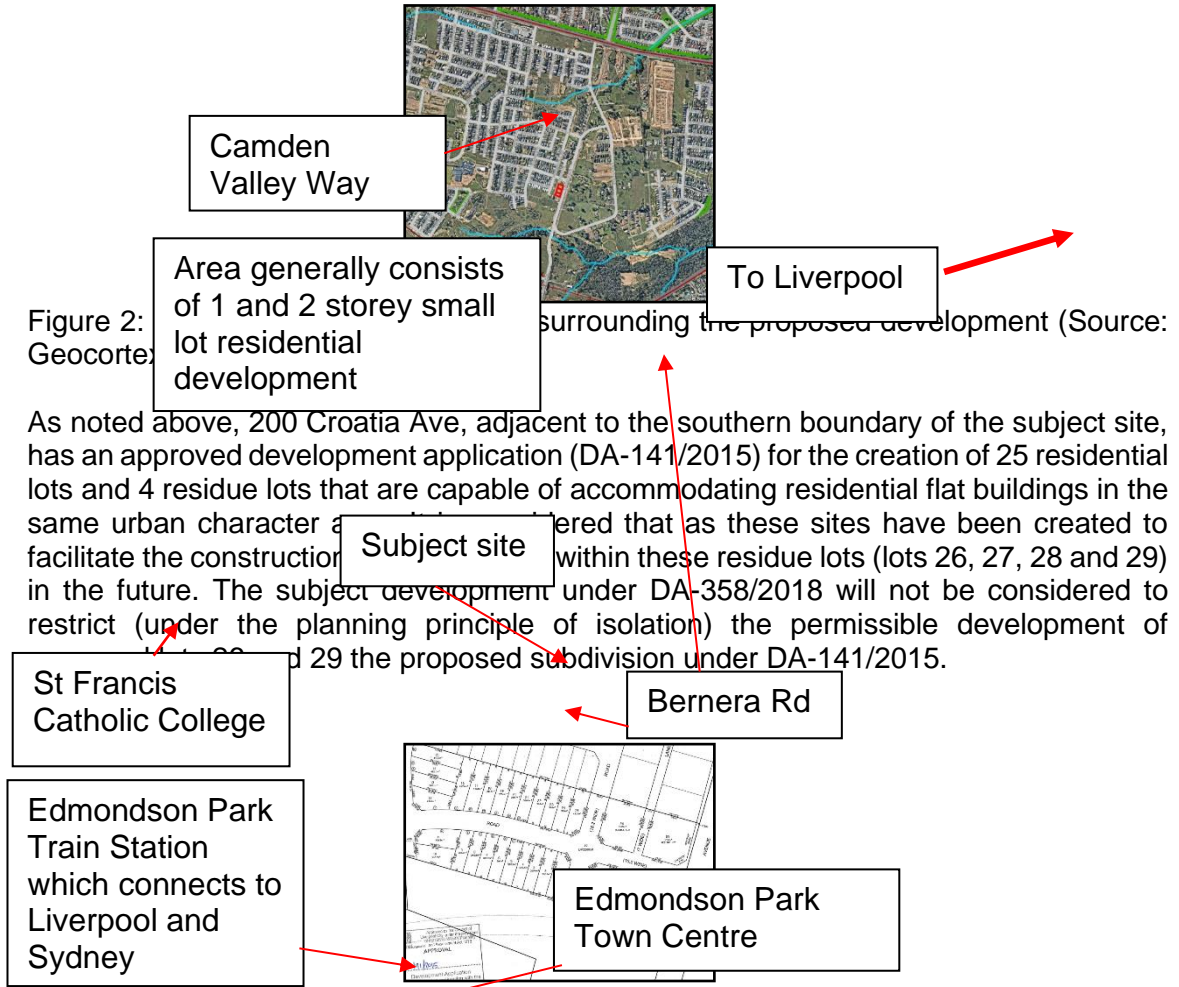 Camden
Valley Way
Area generally consists
of 1 and 2 storey small
lot residential
development
To Liverpool
Figure 2: surrounding the proposed development (Source:
Geocortex
As noted above, 200 Croatia Ave, adjacent to the southern boundary of the subject site,
has an approved development application (DA-141/2015) for the creation of 25 residential
lots and 4 residue lots that are capable of accommodating residential flat buildings in the
same urban character that as these sites have been created to
facilitate the construction within these residue lots (lots 26, 27, 28 and 29)
in the future. The subject development under DA-358/2018 will not be considered to
restrict (under the planning principle of isolation) the permissible development of
29 the proposed subdivision under DA-141/2015.
Subject site
St Francis
Catholic College
Bernera Rd
Edmondson Park
Train Station
which connects to
Liverpool and
Sydney
ROAD
ROAD
AVENUE
APPROVAL
Development Application
Edmondson Park
Town Centre